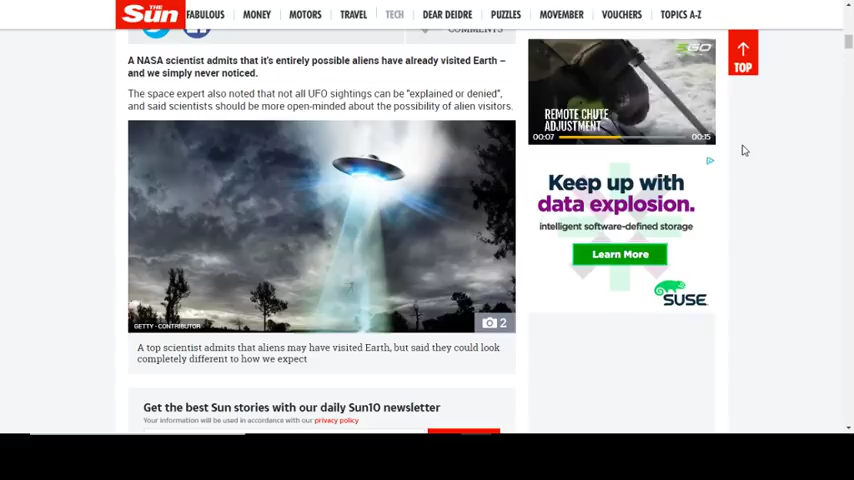 The Sun
FABULOUS MONEY MOTORS TRAVEL TECH DEAR DEIDRE PUZZLES MOVEMBER VOUCHERS TOPICS A-Z
COMMENTS
A NASA scientist admits that it's entirely possible aliens have already visited Earth –
and we simply never noticed.
The space expert also noted that not all UFO sightings can be "explained or denied",
and said scientists should be more open-minded about the possibility of alien visitors.
GETTY - CONTRIBUTOR
2
A top scientist admits that aliens may have visited Earth, but said they could look
completely different to how we expect
Get the best Sun stories with our daily Sun10 newsletter
Your information will be used in accordance with our privacy policy
REMOTE CHUTE
ADJUSTMENT
00:07 00:15
TOP
Keep up with
data explosion.
intelligent software-defined storage
Learn More
SUSE